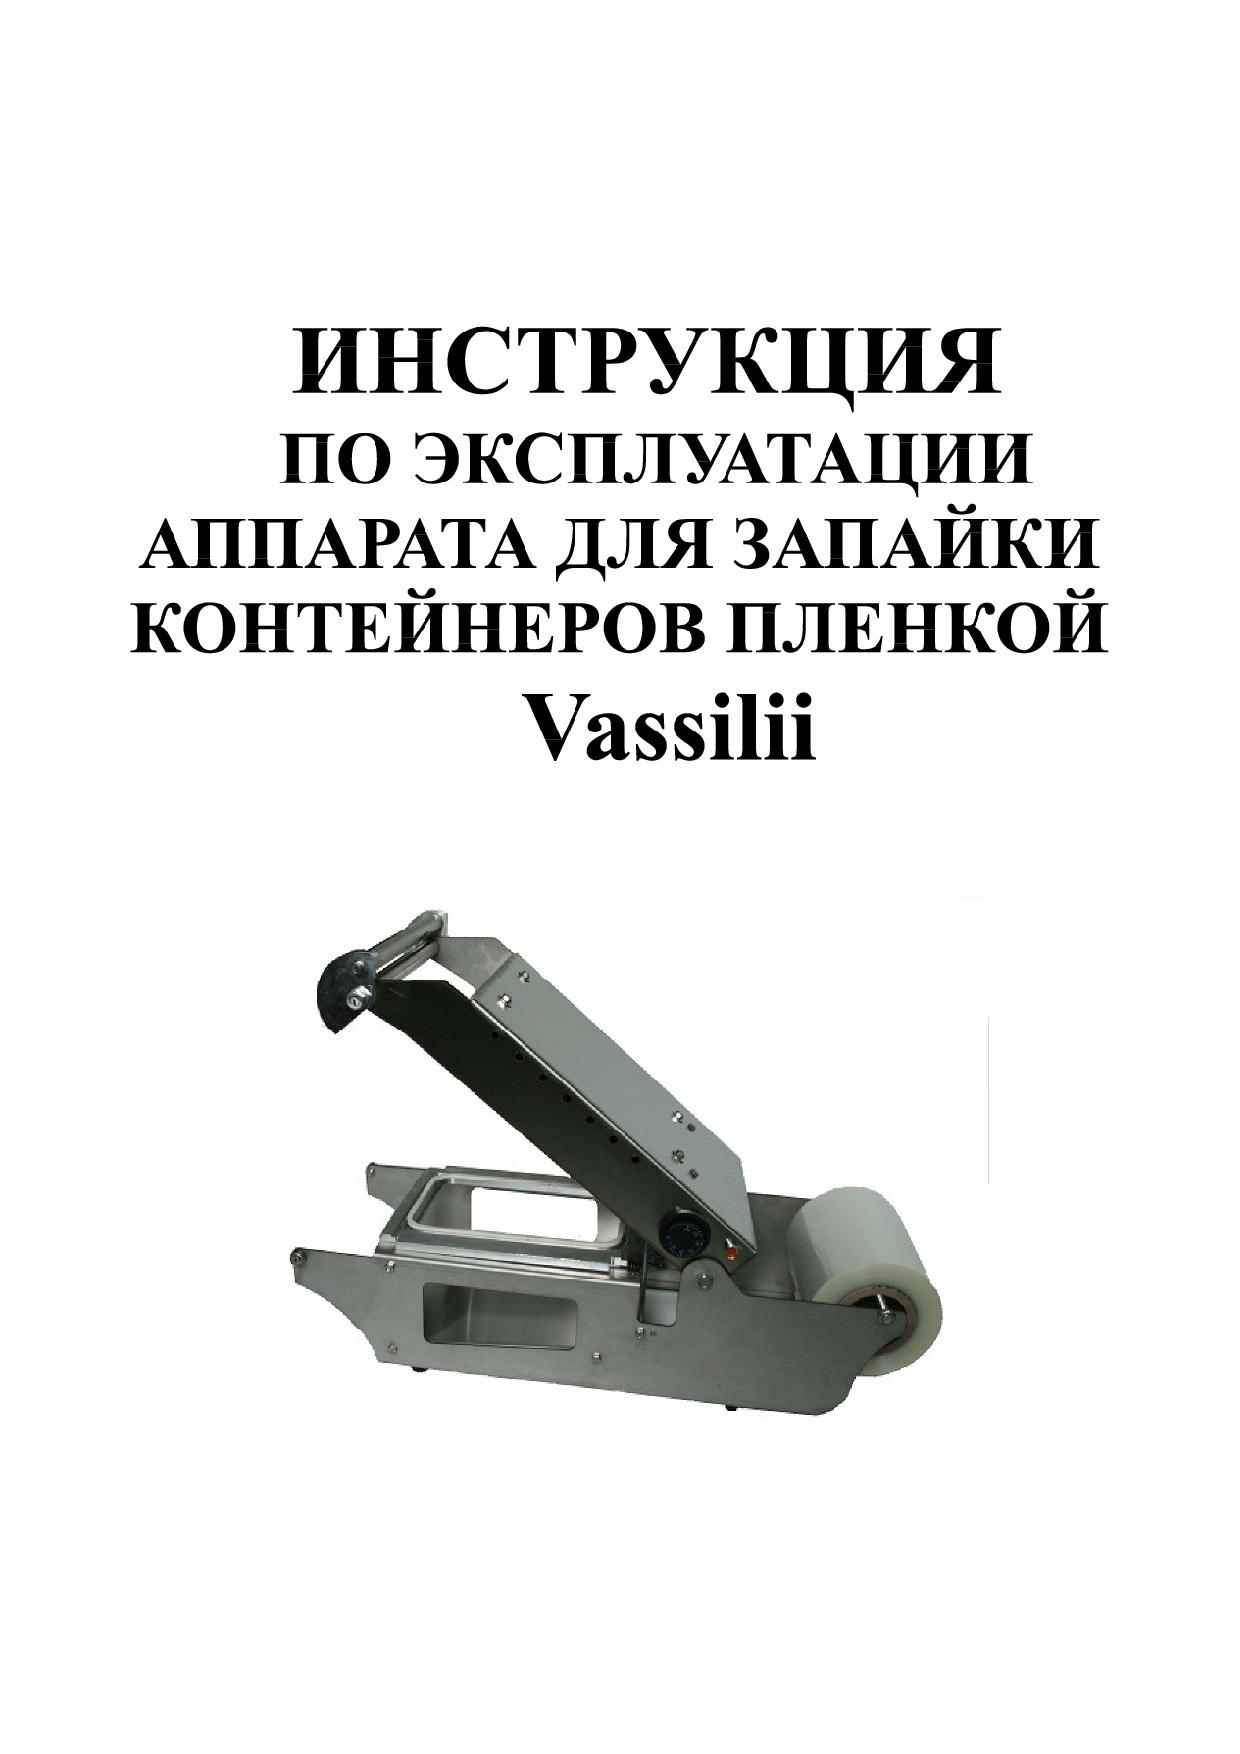 ИНСТРУКЦИЯ
ПО ЭКСПЛУАТАЦИИ
АППАРАТА ДЛЯ ЗАПАЙКИ
КОНТЕЙНЕРОВ ПЛЕНКОЙ
Vassilii